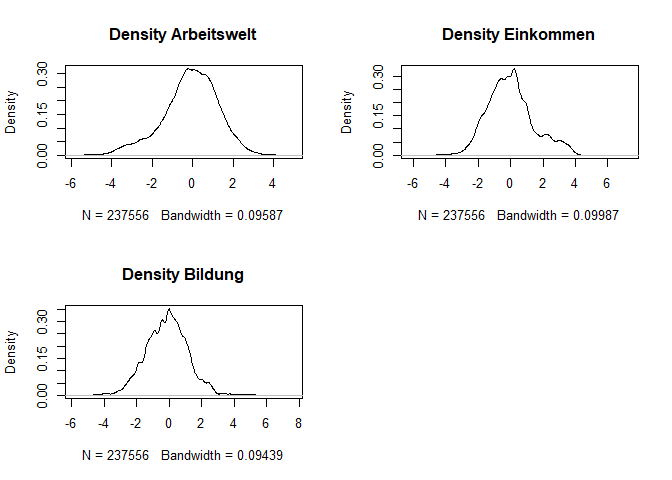 Density Arbeitswelt
Density
0.00 0.15 0.30
-6 -4 -2 0 2 4
N = 237556 Bandwidth = 0.09587
Density Einkommen
Density
0.00 0.15 0.30
-6 -4 -2 0 2 4 6
N = 237556 Bandwidth = 0.09987
Density Bildung
Density
0.00 0.15 0.30
-6 -4 -2 0 2 4 6 8
N = 237556 Bandwidth = 0.09439